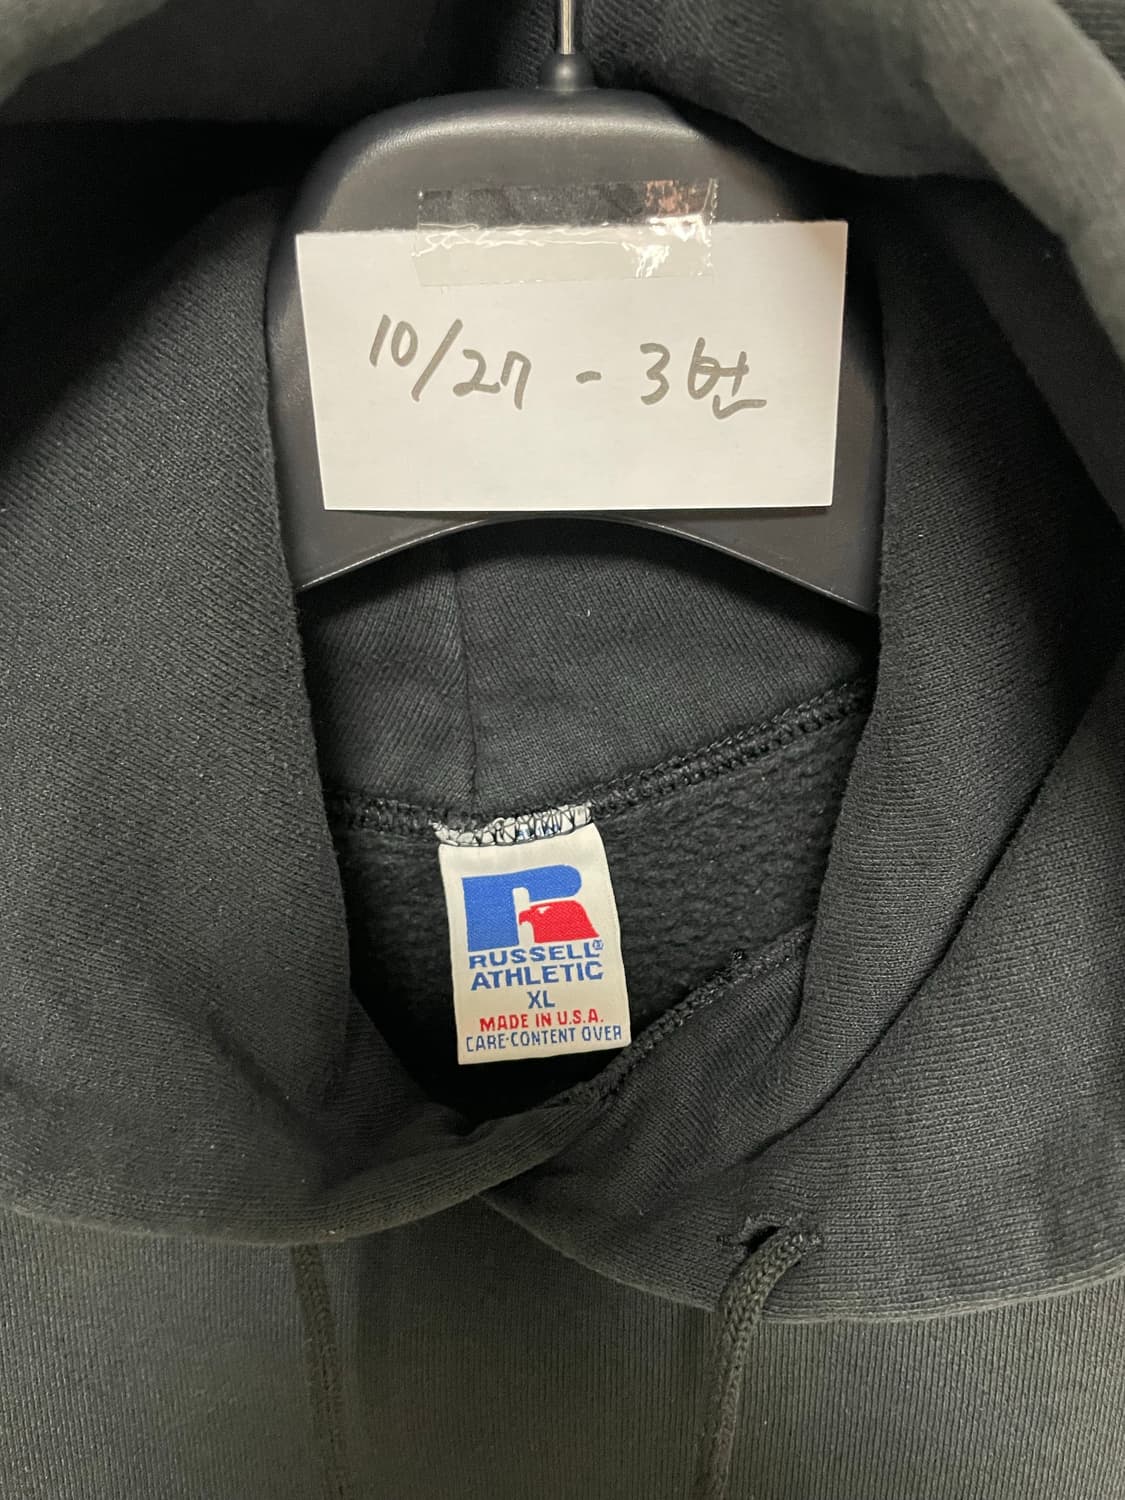 10/27 - 3번
RUSSELL®
ATHLETIC
XL
MADE IN U.S.A.
CARE-CONTENT OVER